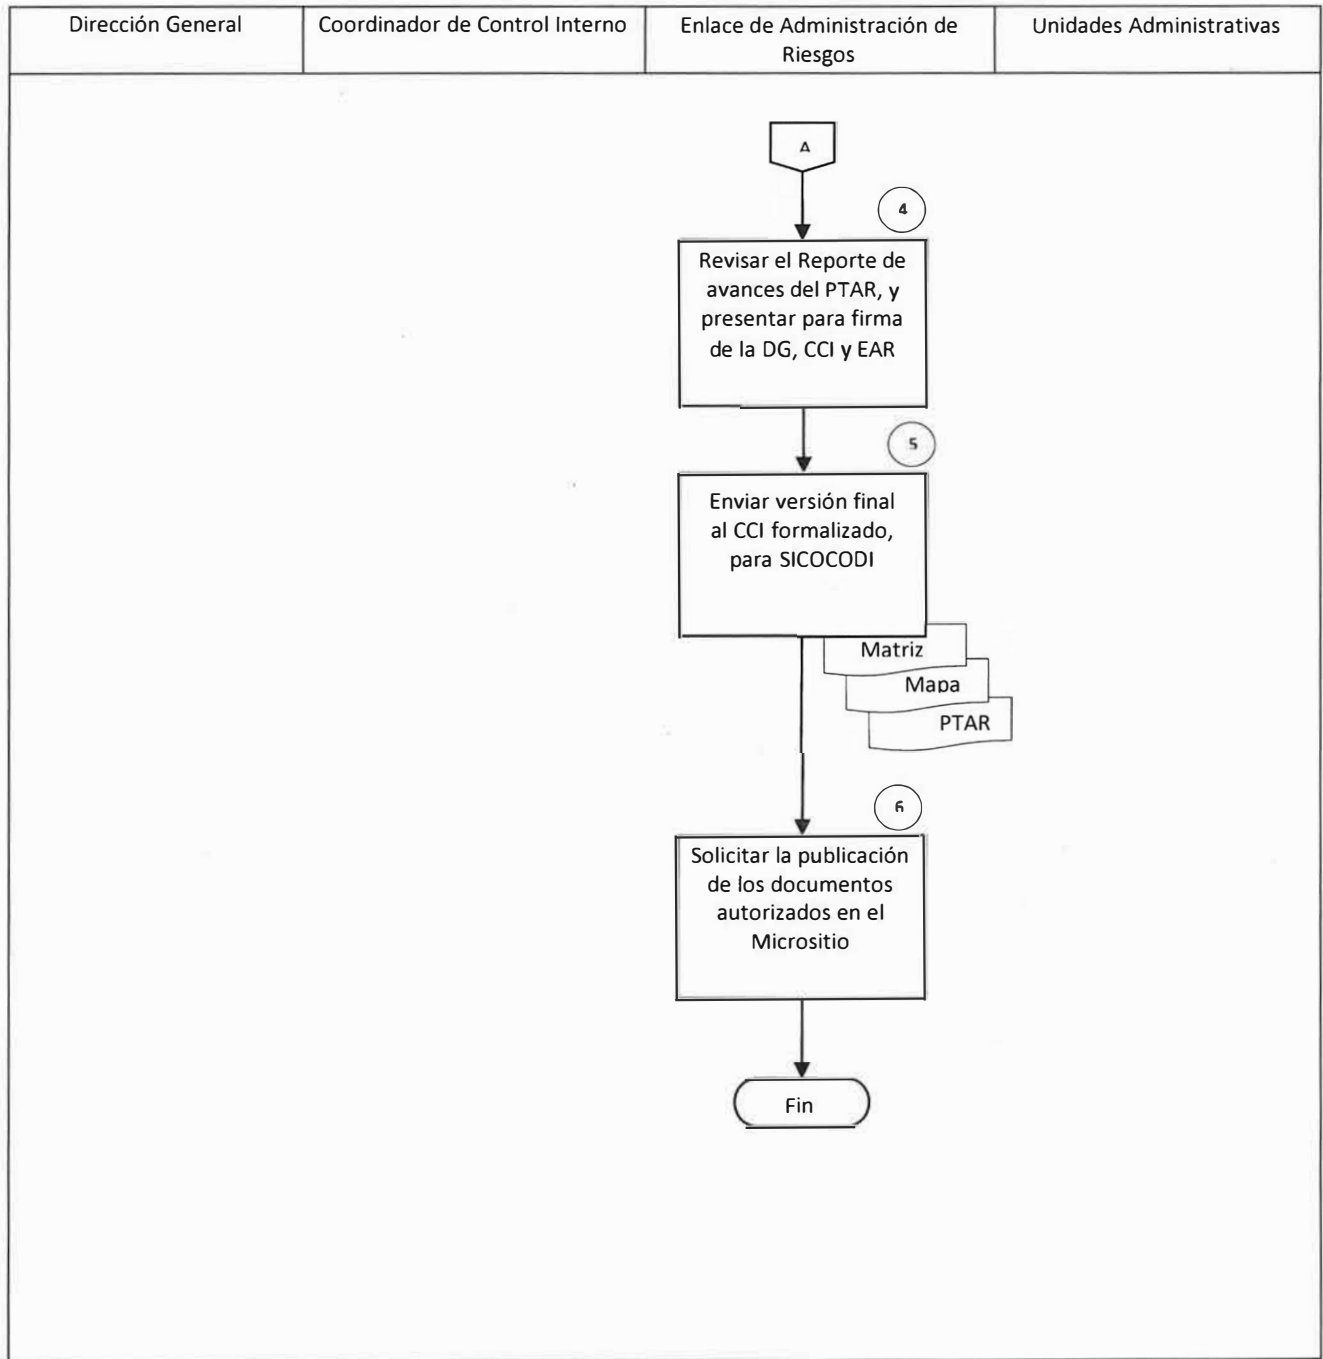 Dirección General
Coordinador de Control Interno
Enlace de Administración de
Riesgos
Unidades Administrativas
A
4
Revisar el Reporte de
avances del PTAR, y
presentar para firma
de la DG, CCI y EAR
5
Enviar versión final
al CCI formalizado,
para SICOCODI
Matriz
Mapa
PTAR
6
Solicitar la publicación
de los documentos
autorizados en el
Micrositio
Fin